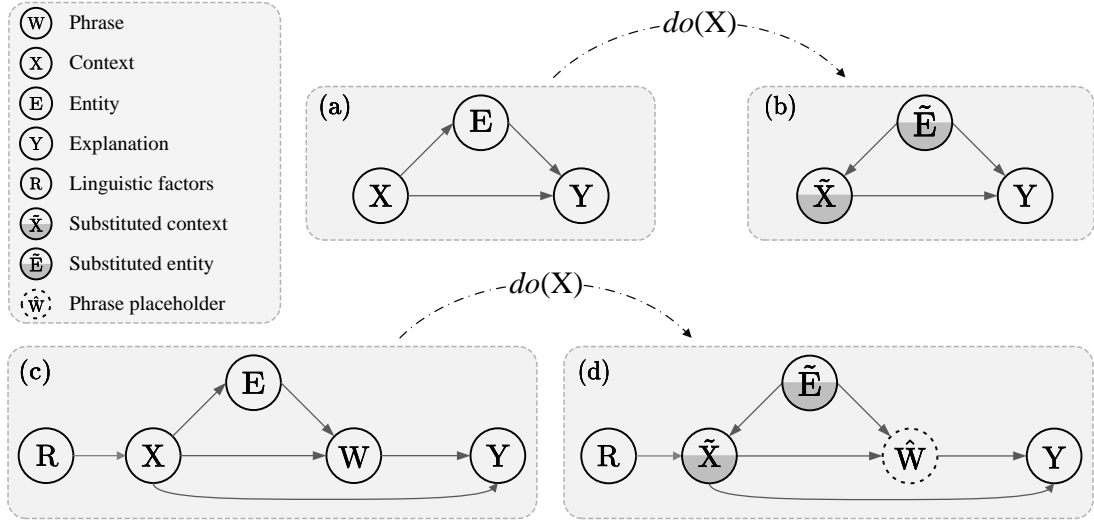 W Phrase
X Context
E Entity
Y Explanation
R Linguistic factors
X̃ Substituted context
Ẽ Substituted entity
Ŵ Phrase placeholder
do(X)
(a)
E
X
Y
(b)
Ẽ
X̃
Y
do(X)
(c)
E
R X W Y
(d)
Ẽ
R X̃ Ŵ Y